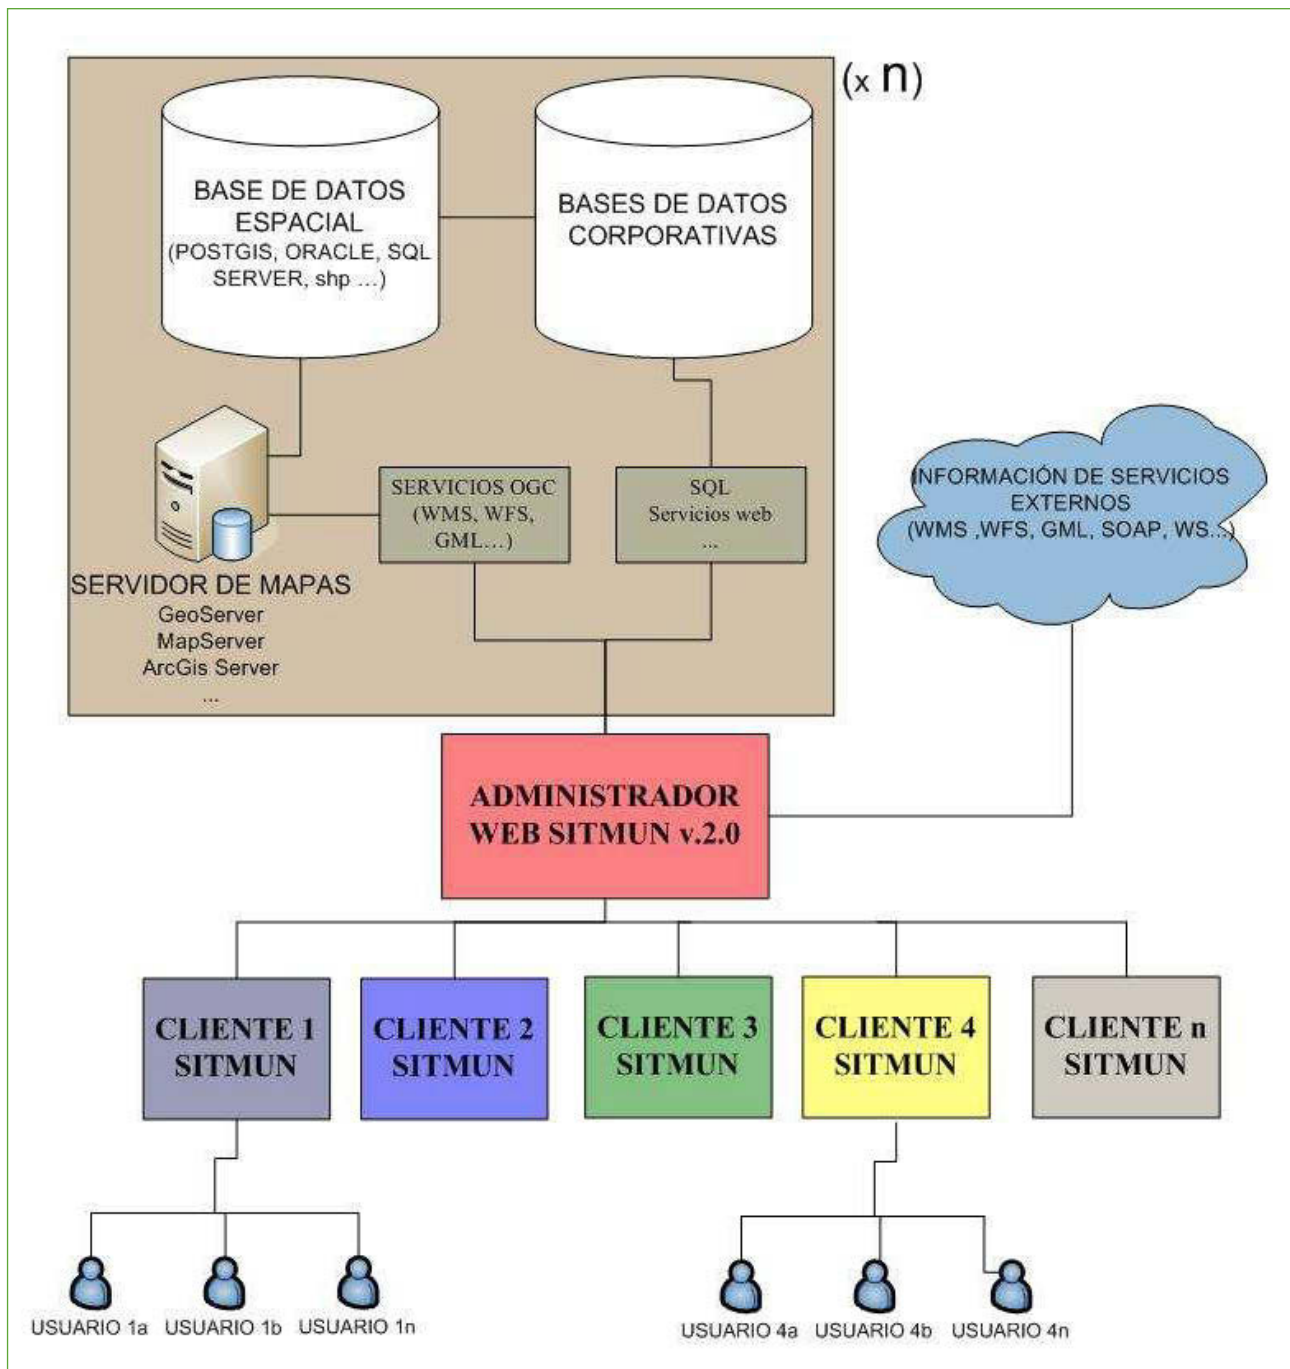 (x n)
BASE DE DATOS
ESPACIAL
(POSTGIS, ORACLE, SQL
SERVER, shp ...)
BASES DE DATOS
CORPORATIVAS
SERVICIOS OGC
(WMS, WFS,
GML...)
SQL
Servicios web
...
INFORMACIÓN DE SERVICIOS
EXTERNOS
(WMS ,WFS, GML, SOAP, WS...)
SERVIDOR DE MAPAS
GeoServer
MapServer
ArcGis Server
...
ADMINISTRADOR
WEB SITMUN v.2.0
CLIENTE 1
SITMUN
CLIENTE 2
SITMUN
CLIENTE 3
SITMUN
CLIENTE 4
SITMUN
CLIENTE n
SITMUN
USUARIO 1a
USUARIO 1b
USUARIO 1n
USUARIO 4a
USUARIO 4b
USUARIO 4n